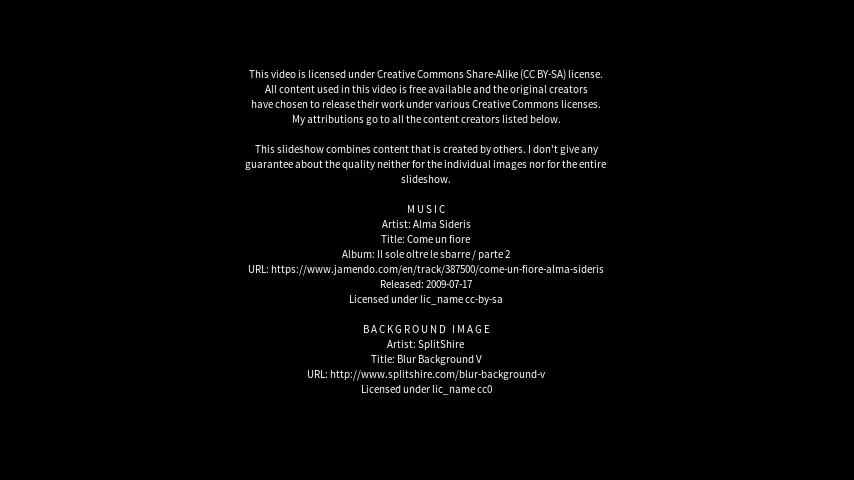 This video is licensed under Creative Commons Share-Alike (CC BY-SA) license.
All content used in this video is free available and the original creators
have chosen to release their work under various Creative Commons licenses.
My attributions go to all the content creators listed below.
This slideshow combines content that is created by others. I don't give any
guarantee about the quality neither for the individual images nor for the entire
slideshow.
MUSIC
Artist: Alma Sideris
Title: Come un fiore
Album: Il sole oltre le sbarre / parte 2
URL: https://www.jamendo.com/en/track/387500/come-un-fiore-alma-sideris
Released: 2009-07-17
Licensed under lic_name cc-by-sa
BACKGROUND IMAGE
Artist: SplitShire
Title: Blur Background V
URL: http://www.splitshire.com/blur-background-v
Licensed under lic_name cc0